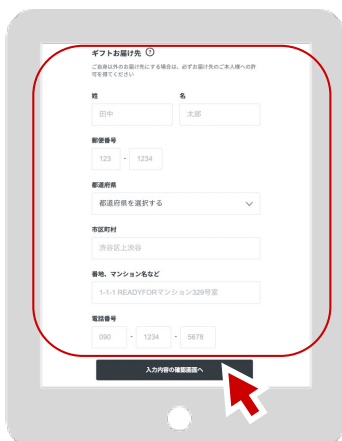 ギフトお届け先 ?
ご自身以外のお届け先にする場合は、必ずお届け先のご本人様への許
可を得てください
姓 名
田中 太郎
郵便番号
123 - 1234
都道府県
都道府県を選択する
市区町村
渋谷区上渋谷
番地、マンション名など
1-1-1 READYFORマンション329号室
電話番号
090 - 1234 - 5678
入力内容の確認画面へ